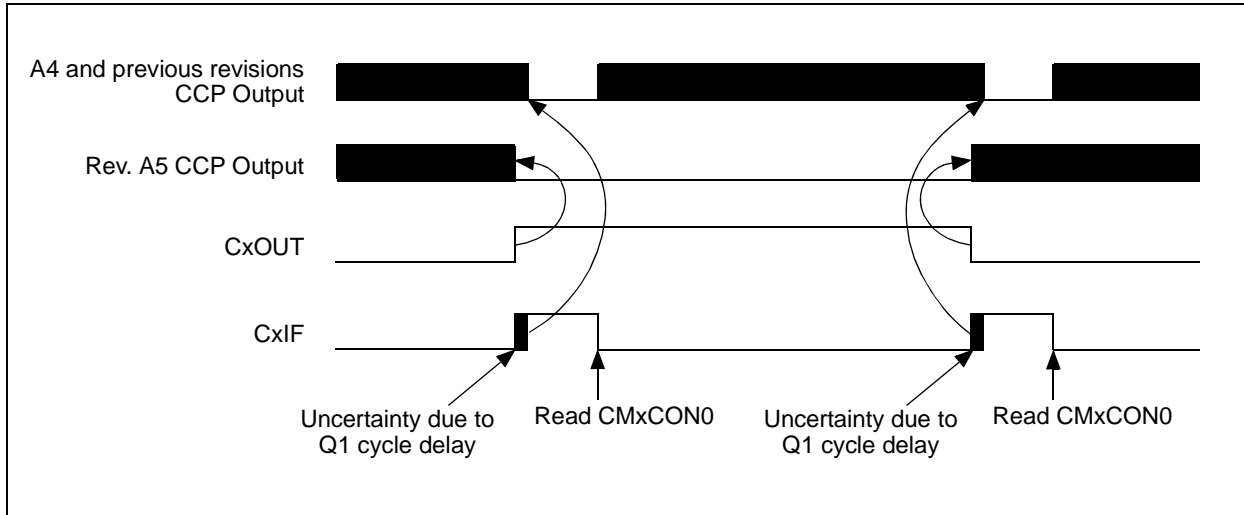 A4 and previous revisions
CCP Output
Rev. A5 CCP Output
CxOUT
CxIF
Uncertainty due to
Q1 cycle delay
Read CMxCON0
Uncertainty due to
Q1 cycle delay
Read CMxCON0